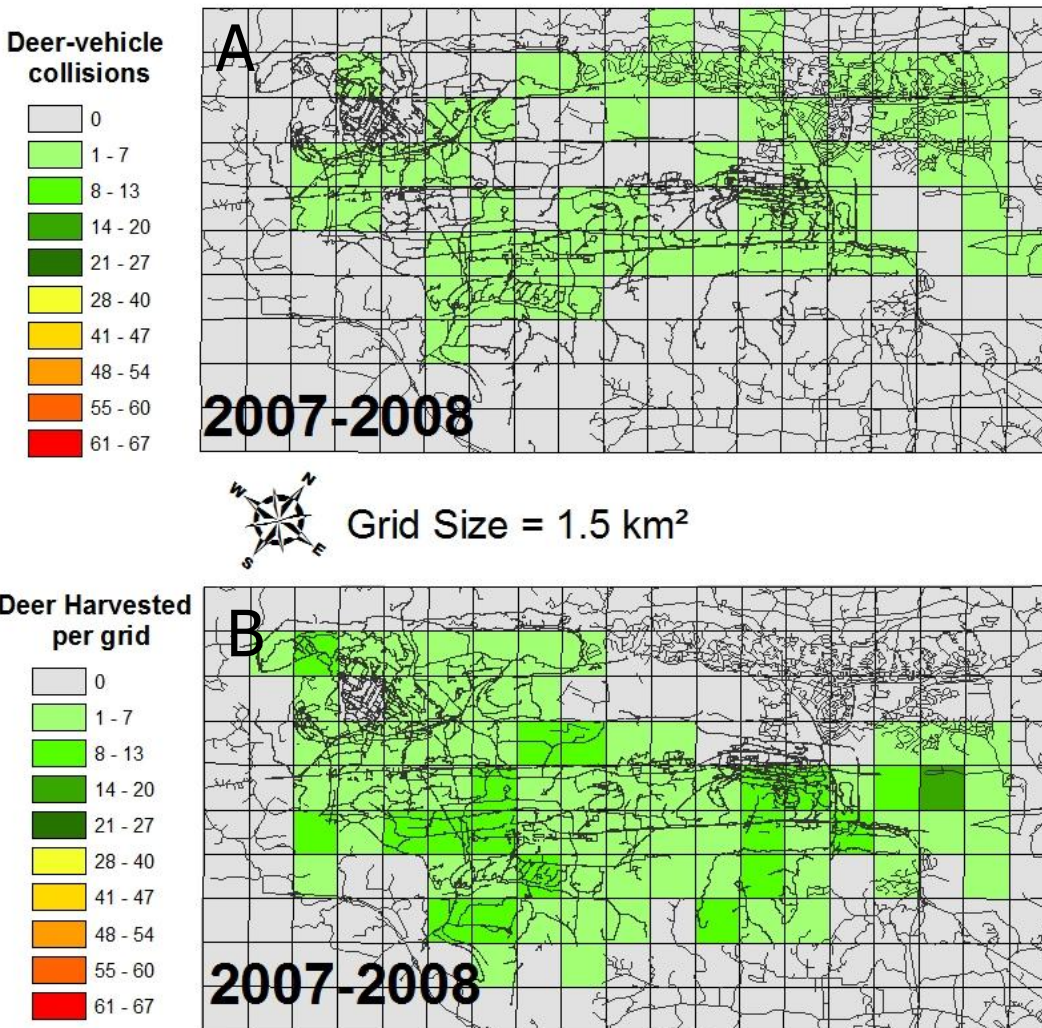 Deer-vehicle
collisions
0
1 - 7
8 - 13
14 - 20
21 - 27
28 - 40
41 - 47
48 - 54
55 - 60
61 - 67
A
2007-2008
N
W
E
S
Grid Size = 1.5 km²
Deer Harvested
per grid
0
1 - 7
8 - 13
14 - 20
21 - 27
28 - 40
41 - 47
48 - 54
55 - 60
61 - 67
B
2007-2008